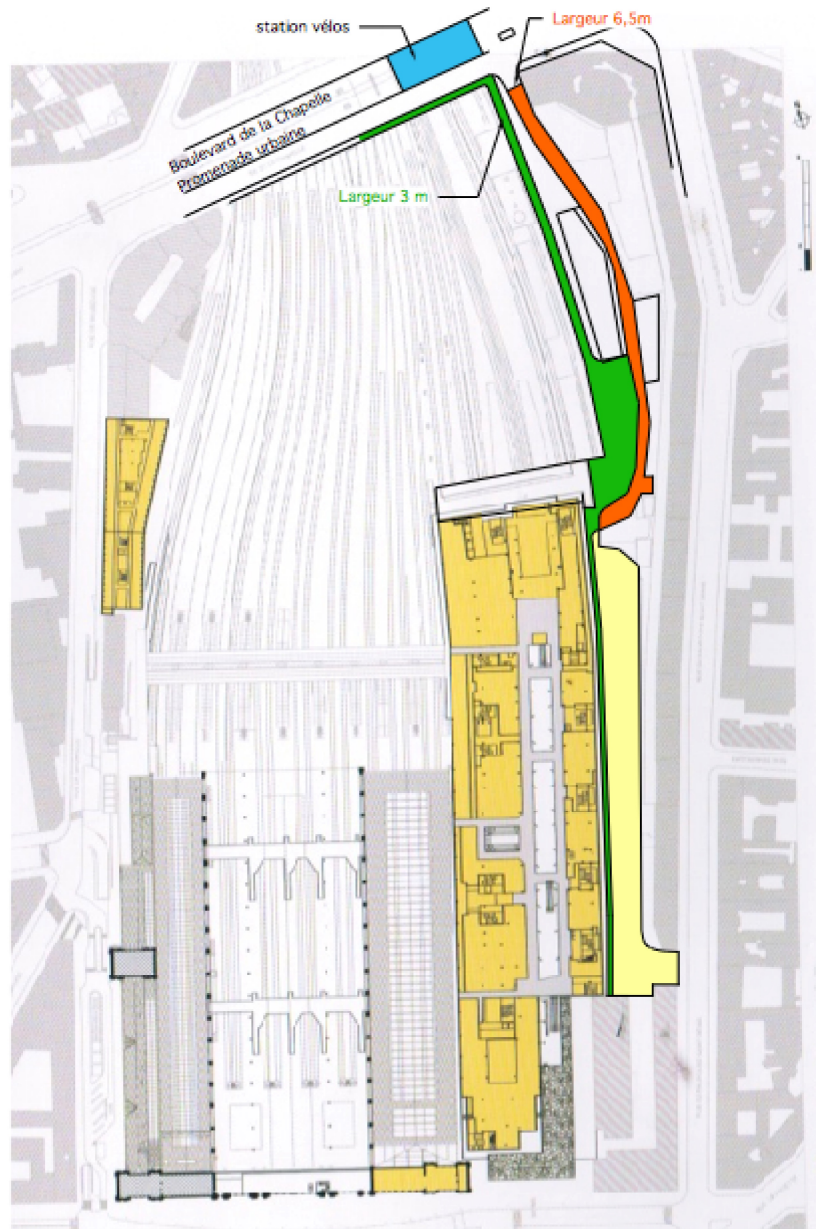 Largeur 6,5m
station vélos
Boulevard de la Chapelle
Promenade urbaine
Largeur 3 m